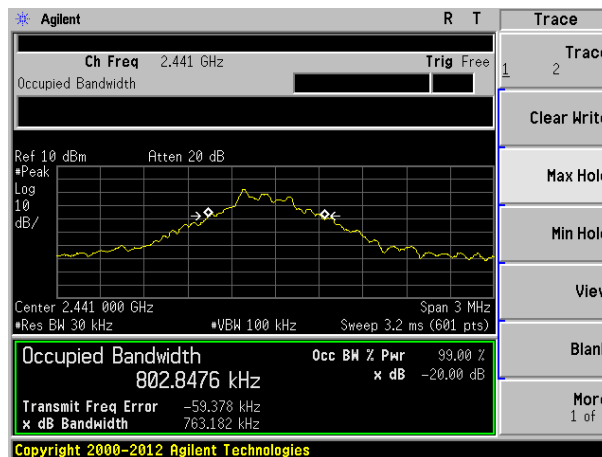 Agilent R T Trace
Ch Freq 2.441 GHz Trig Free
Occupied Bandwidth
Trace
1 2
Clear Write
Max Hol
Min Hol
Vie
Blan
More
1 of
Ref 10 dBm Atten 20 dB
#Peak
Log
10
dB/
Center 2.441 000 GHz Span 3 MHz
#Res BW 30 kHz #VBW 100 kHz Sweep 3.2 ms (601 pts)
Occupied Bandwidth Occ BW % Pwr 99.00 %
802.8476 kHz x dB -20.00 dB
Transmit Freq Error -59.378 kHz
x dB Bandwidth 763.182 kHz
Copyright 2000-2012 Agilent Technologies